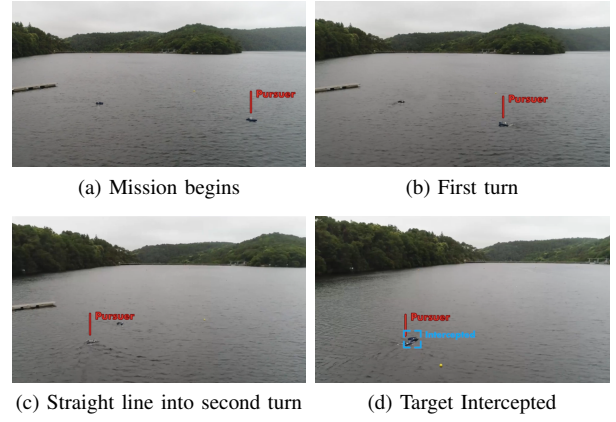 Pursuer
Pursuer
(a) Mission begins
(b) First turn
Pursuer
Pursuer
Intercepted
(c) Straight line into second turn
(d) Target Intercepted